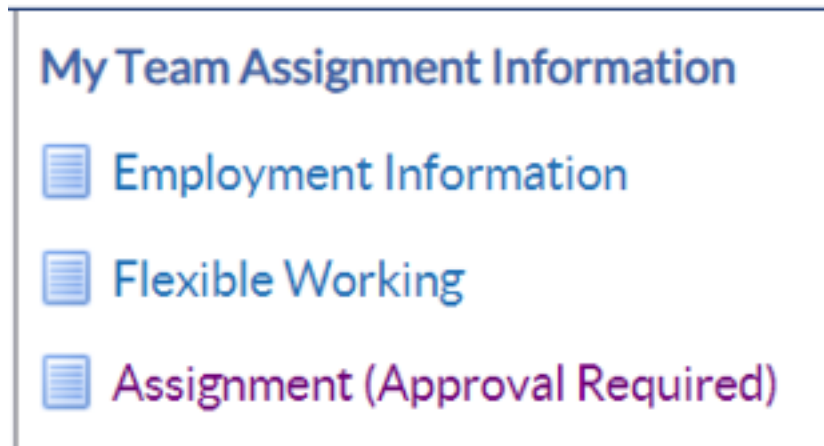 My Team Assignment Information
Employment Information
Flexible Working
Assignment (Approval Required)